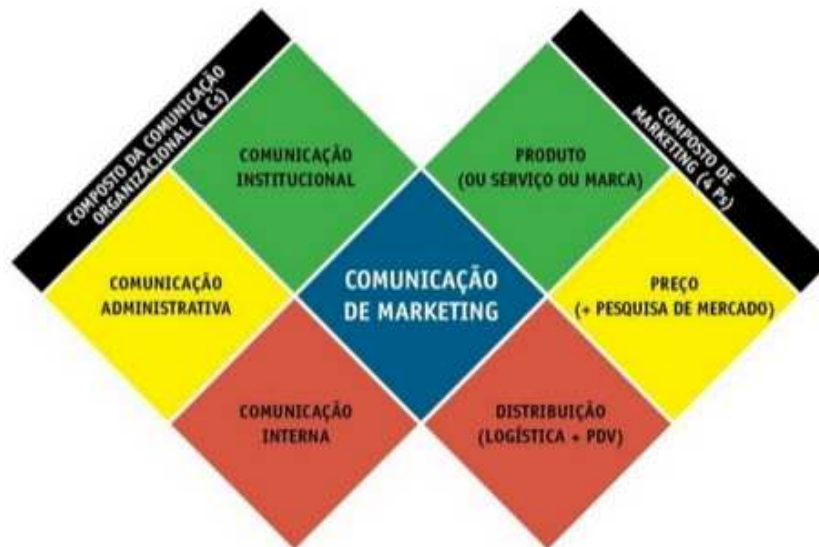 COMPOSTO DA COMUNICAÇÃO
ORGANIZACIONAL (4 Cs)
COMUNICAÇÃO
INSTITUCIONAL
COMUNICAÇÃO
ADMINISTRATIVA
COMUNICAÇÃO
INTERNA
COMUNICAÇÃO
DE MARKETING
COMPOSTO DE
MARKETING (4 Ps)
PRODUTO
(OU SERVIÇO OU MARCA)
PREÇO
(+ PESQUISA DE MERCADO)
DISTRIBUIÇÃO
(LOGÍSTICA + PDV)